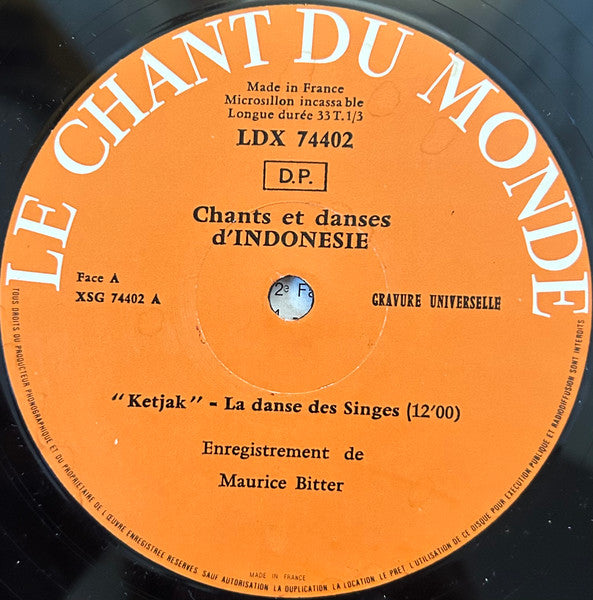 LE CHANT DU MONDE
Made in France
Microsillon incassable
Longue durée 33 T. 1/3
LDX 74402
D.P.
Chants et danses
d'INDONESIE
Face A
XSG 74402 A
2e Fa
GRAVURE UNIVERSELLE
"Ketjak" - La danse des Singes (12'00)
Enregistrement de
Maurice Bitter
TOUS DROITS DU PRODUCTEUR PHONOGRAPHIQUE ET DU PROPRIETAIRE DE L'ŒUVRE ENREGISTREE RESERVES SAUF AUTORISATION LA DUPLICATION LA LOCATION LE PRET L'UTILISATION DE CE DISQUE POUR EXECUTION PUBLIQUE ET RADIODIFFUSION SONT INTERDITS
MADE IN FRANCE